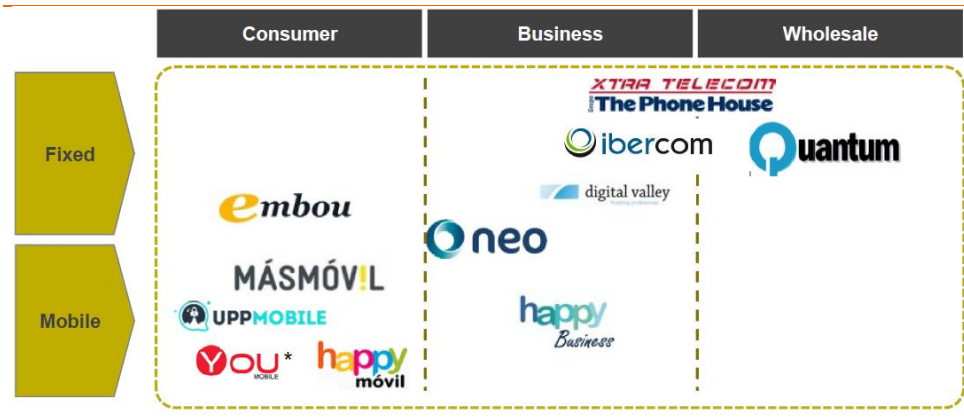 Consumer
Business
Wholesale
Fixed
Mobile
XTRA TELECOM
Grupo The Phone House
ibercom
Quantum
digital valley
embou
neo
MÁSMÓV!L
UPPMOBILE
happy
Business
YOU*
MOBILE
happy
móvil